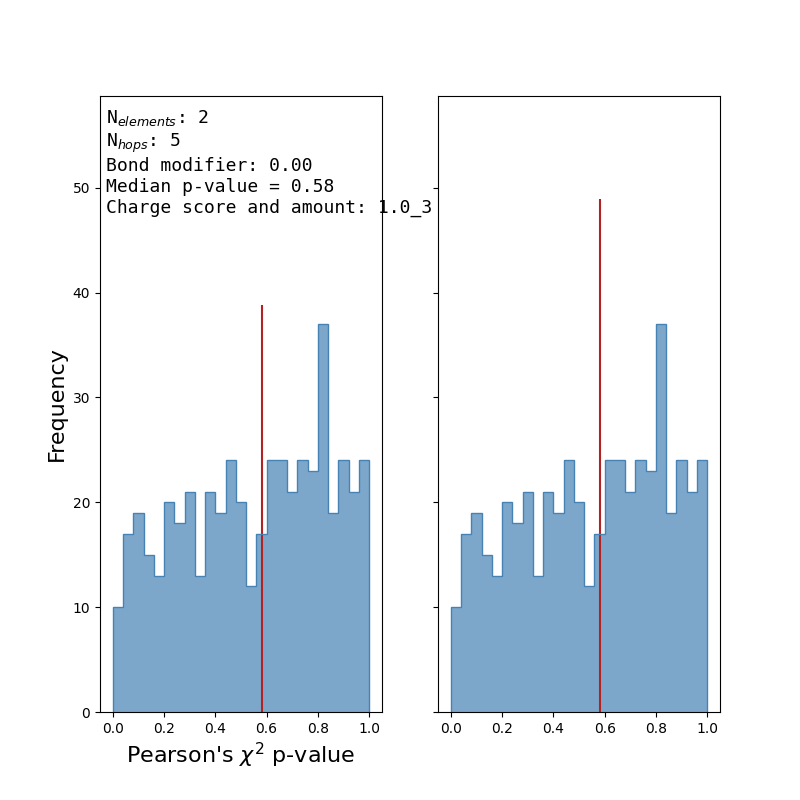 N_elements: 2
N_hops: 5
Bond modifier: 0.00
Median p-value = 0.58
Charge score and amount: 1.0_3
50
40
30
20
10
0
Frequency
0.0 0.2 0.4 0.6 0.8 1.0
0.0 0.2 0.4 0.6 0.8 1.0
Pearson's χ² p-value